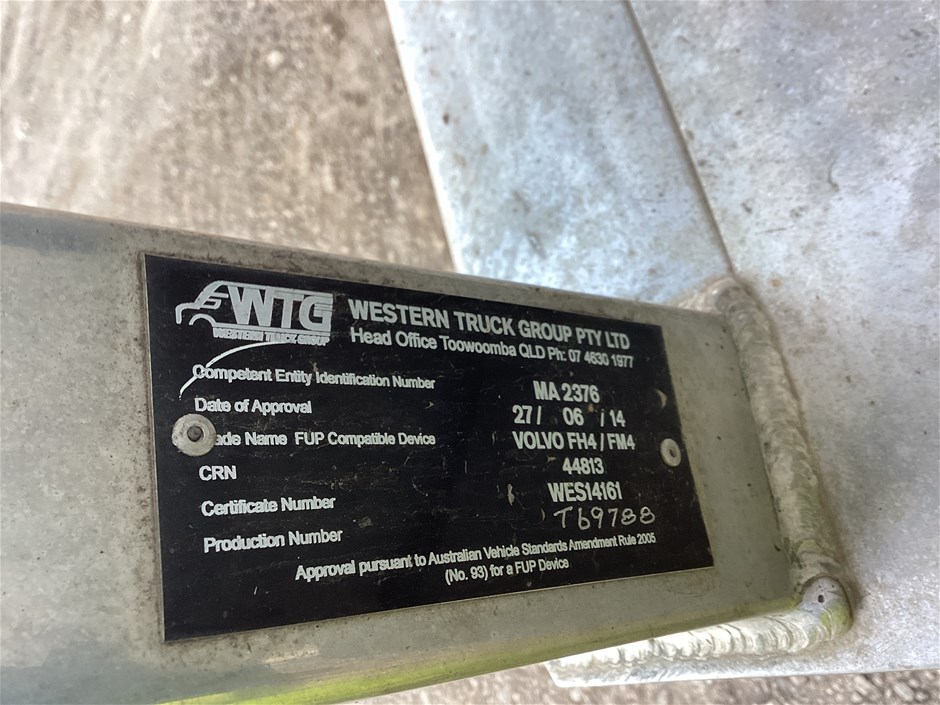 WTG
WESTERN TRUCK GROUP
WESTERN TRUCK GROUP PTY LTD
Head Office Toowoomba QLD Ph: 07 4630 1977
Competent Entity Identification Number MA 2376
Date of Approval 27/ 06 /14
ade Name FUP Compatible Device VOLVO FH4 / FM4
CRN 44813
Certificate Number WES14161
Production Number T69788
Approval pursuant to Australian Vehicle Standards Amendment Rule 2005
(No. 93) for a FUP Device